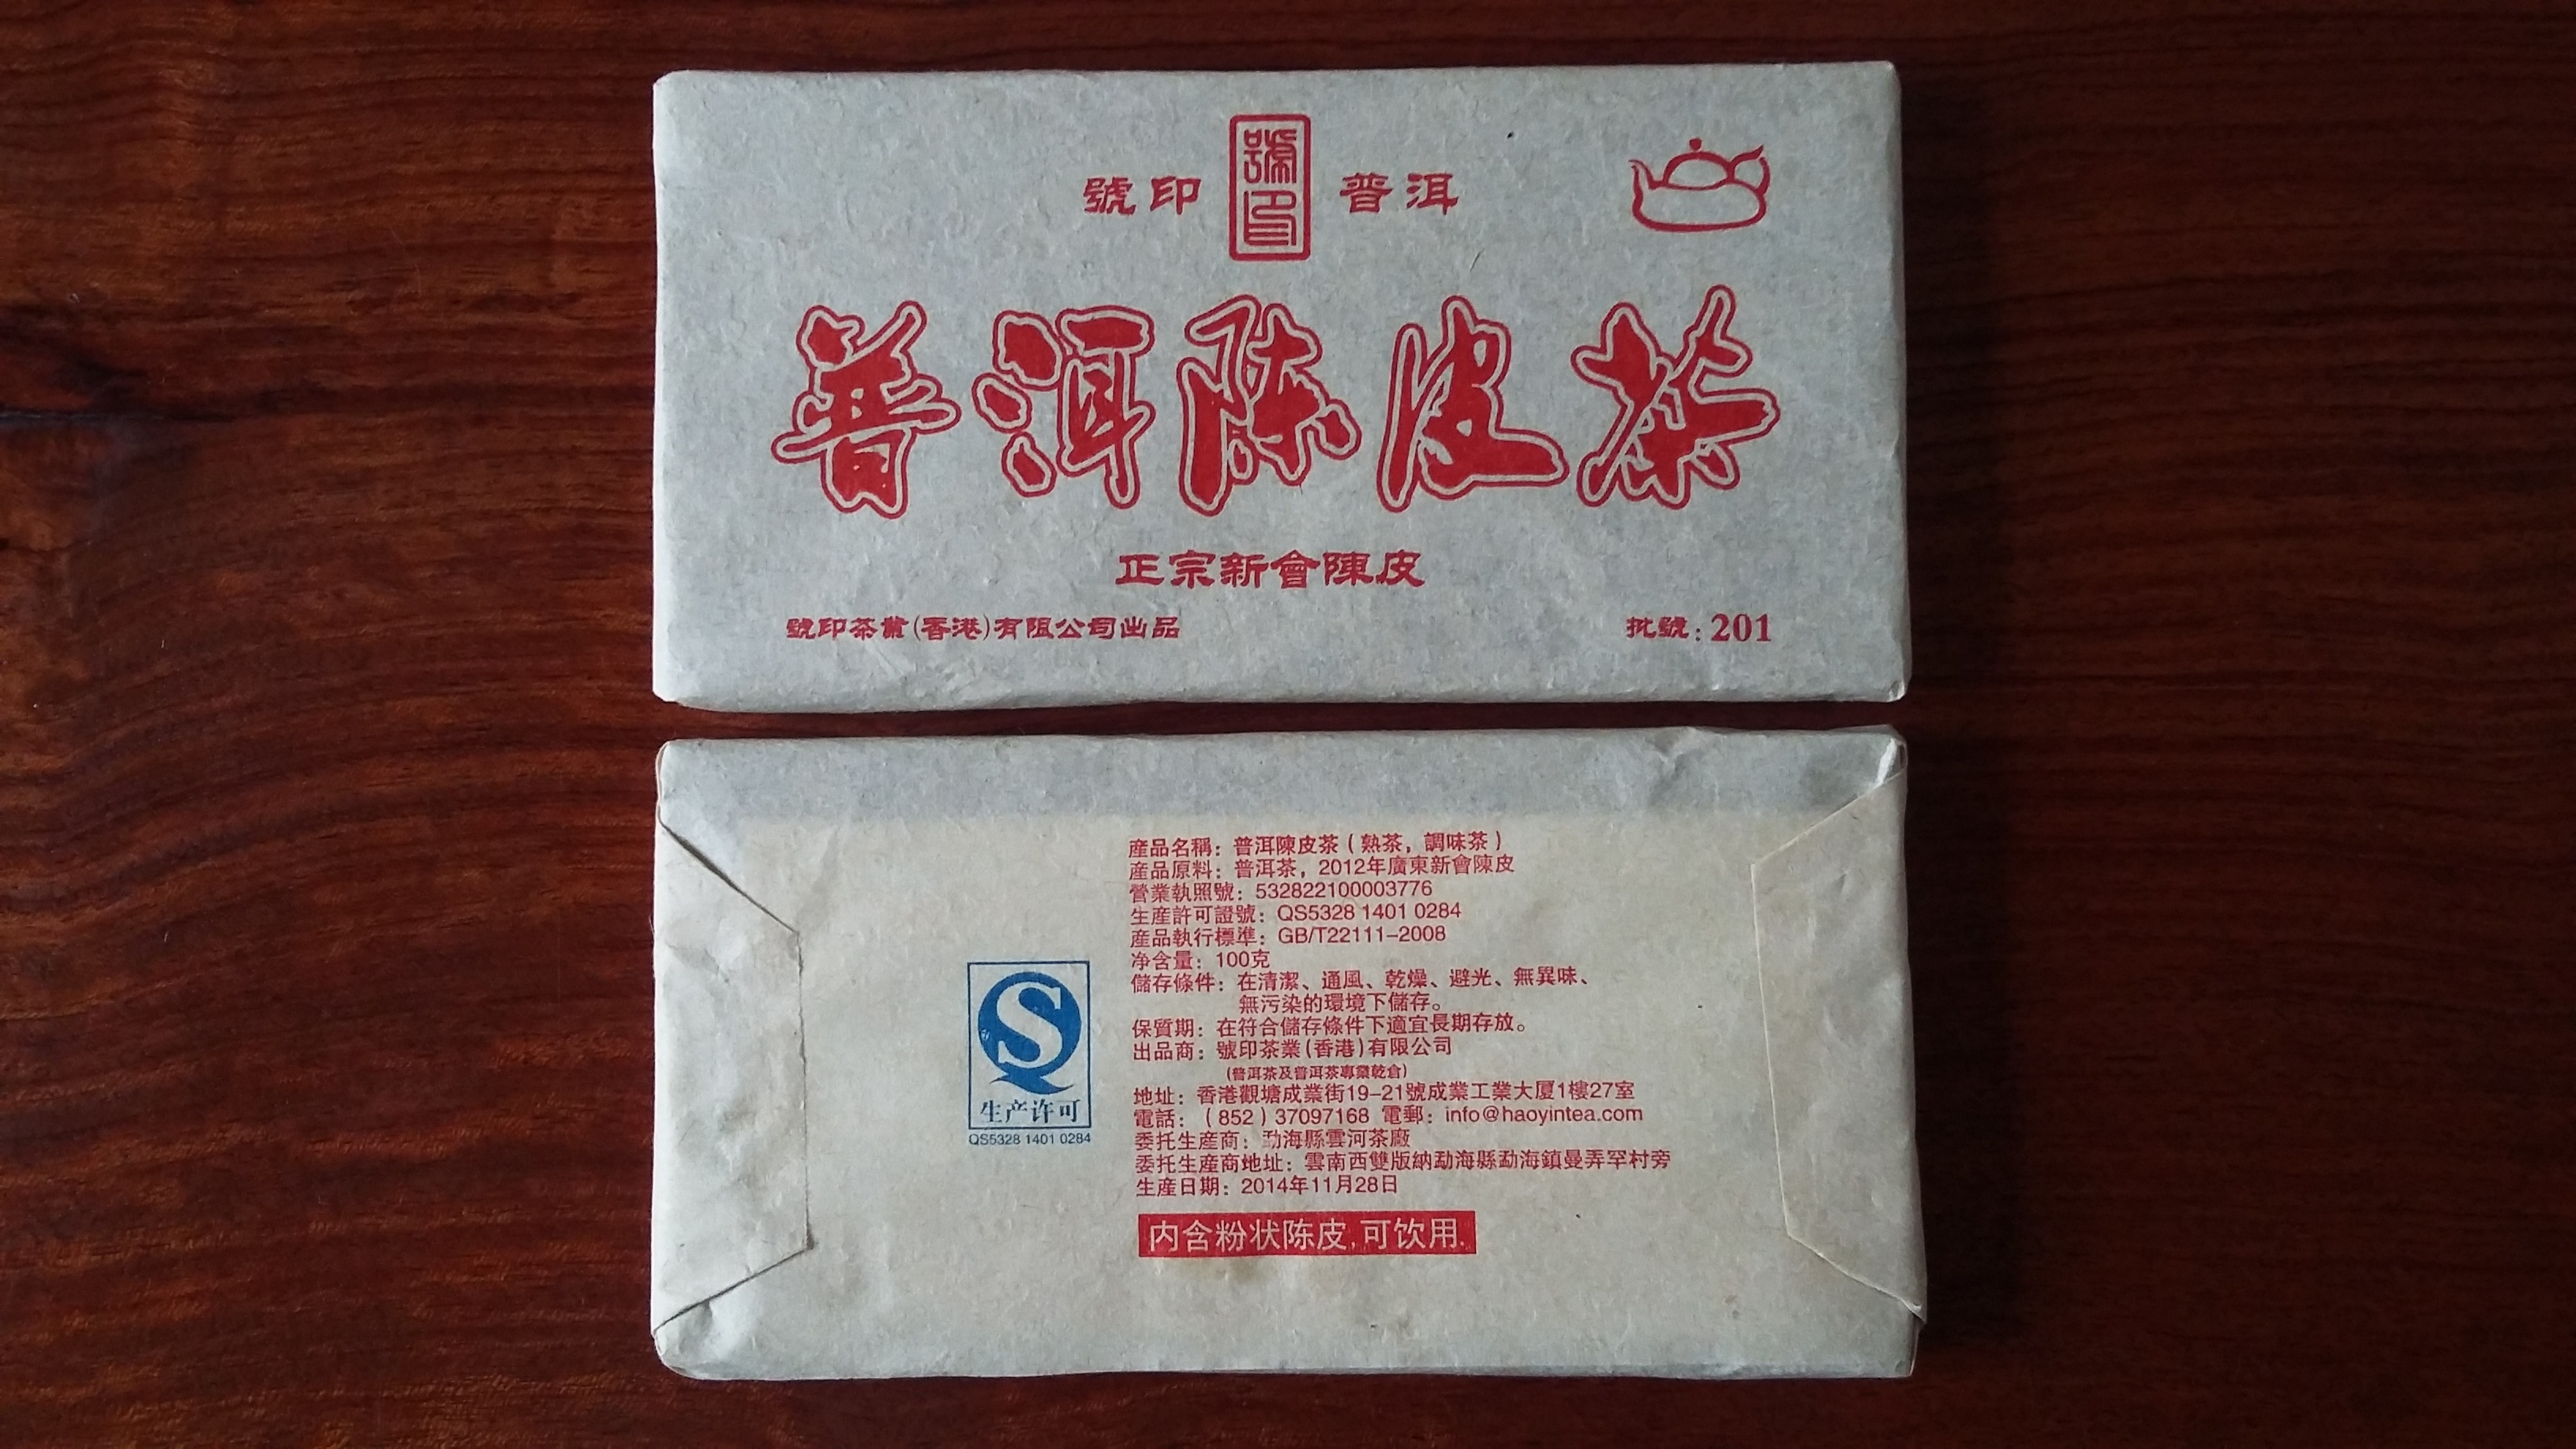 號印 號印 普洱
普洱陳皮茶
正宗新會陳皮
號印茶業(香港)有限公司出品
批號:201
產品名稱：普洱陳皮茶(熟茶，調味茶)
產品原料：普洱茶，2012年廣東新會陳皮
營業執照號：532822100003776
生產許可證號：QS5328 1401 0284
產品執行標準：GB/T22111-2008
净含量：100克
儲存條件：在清潔、通風、乾燥、避光、無異味、
無污染的環境下儲存。
保質期：在符合儲存條件下適宜長期存放。
出品商：號印茶業(香港)有限公司
(普洱茶及普洱茶專業乾倉)
地址：香港觀塘成業街19-21號成業工業大厦1樓27室
電話：(852)37097168 電郵：info@haoyintea.com
委托生產商：勐海縣雲河茶廠
委托生產商地址：雲南西雙版納勐海縣勐海鎮曼弄罕村旁
生產日期：2014年11月28日
内含粉状陈皮,可饮用.
S
生产许可
QS5328 1401 0284